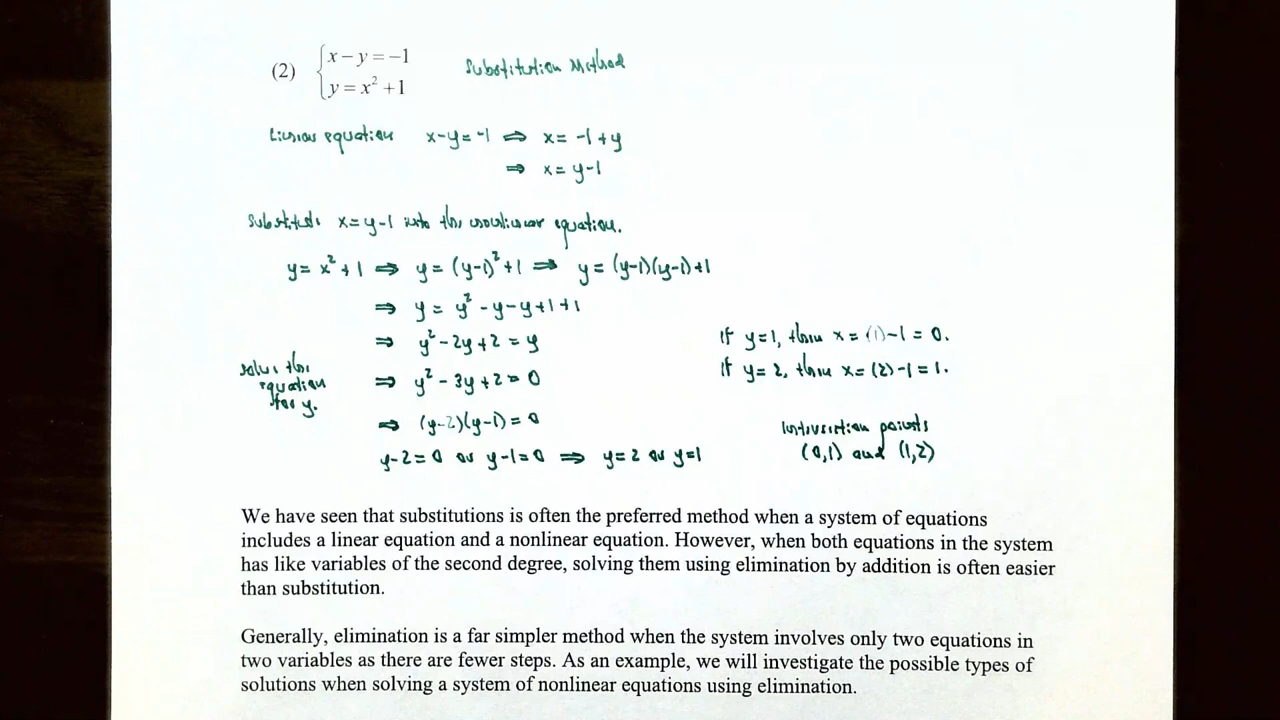 (2) { x − y = −1
y = x² + 1
Substitution Method
Linear equation x-y=-1 ⇒ x= -1+y
⇒ x= y-1
Substitute x=y-1 into the nonlinear equation.
y= x²+1 ⇒ y= (y-1)²+1 ⇒ y= (y-1)(y-1)+1
⇒ y= y²-y-y+1+1
⇒ y²-2y+2 = y
Solve this
equation
for y.
⇒ y²-3y+2=0
⇒ (y-2)(y-1)=0
y-2=0 or y-1=0 ⇒ y=2 or y=1
If y=1, then x=(1)-1=0.
If y=2, then x=(2)-1=1.
Intersection points
(0,1) and (1,2)
We have seen that substitutions is often the preferred method when a system of equations
includes a linear equation and a nonlinear equation. However, when both equations in the system
has like variables of the second degree, solving them using elimination by addition is often easier
than substitution.
Generally, elimination is a far simpler method when the system involves only two equations in
two variables as there are fewer steps. As an example, we will investigate the possible types of
solutions when solving a system of nonlinear equations using elimination.